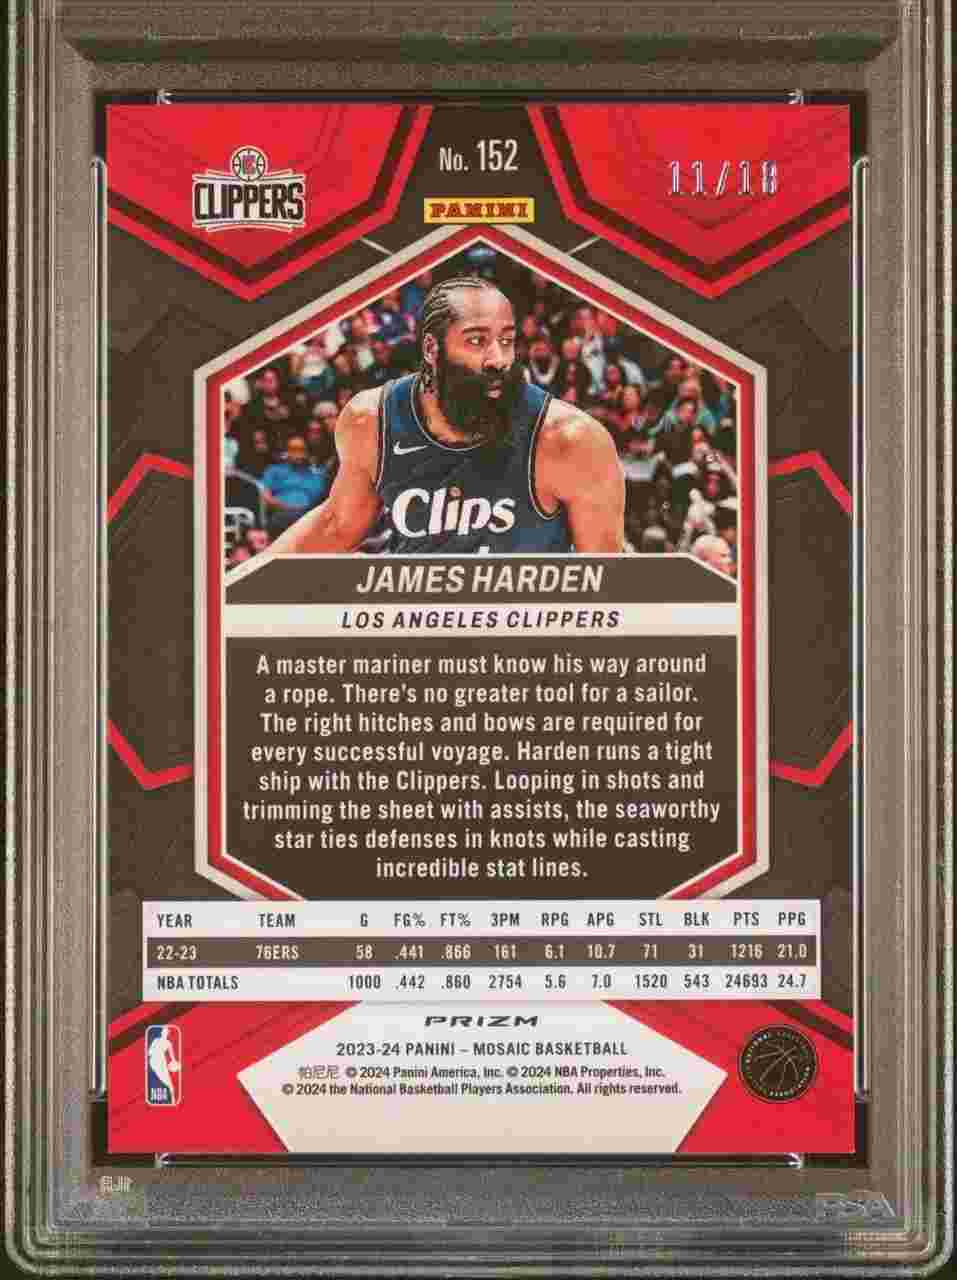 No. 152
11/18
CLIPPERS
PANINI
Clips
JAMES HARDEN
LOS ANGELES CLIPPERS
A master mariner must know his way around
a rope. There's no greater tool for a sailor.
The right hitches and bows are required for
every successful voyage. Harden runs a tight
ship with the Clippers. Looping in shots and
trimming the sheet with assists, the seaworthy
star ties defenses in knots while casting
incredible stat lines.
YEAR TEAM G FG% FT% 3PM RPG APG STL BLK PTS PPG
22-23 76ERS 58 .441 .866 161 6.1 10.7 71 31 1216 21.0
NBA TOTALS 1000 .442 .860 2754 5.6 7.0 1520 543 24693 24.7
PRIZM
2023-24 PANINI – MOSAIC BASKETBALL
帕尼尼 © 2024 Panini America, Inc. © 2024 NBA Properties, Inc.
© 2024 the National Basketball Players Association. All rights reserved.
NBA
PSA